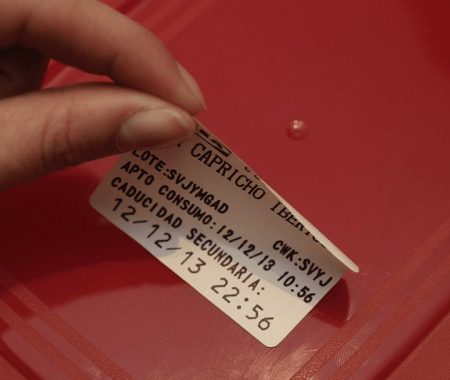 CAPRICHO IBERICO
LOTE:SVJYMGAD CWK:SVYJ
APTO CONSUMO:12/12/13 10:56
CADUCIDAD SECUNDARIA:
12/12/13 22:56